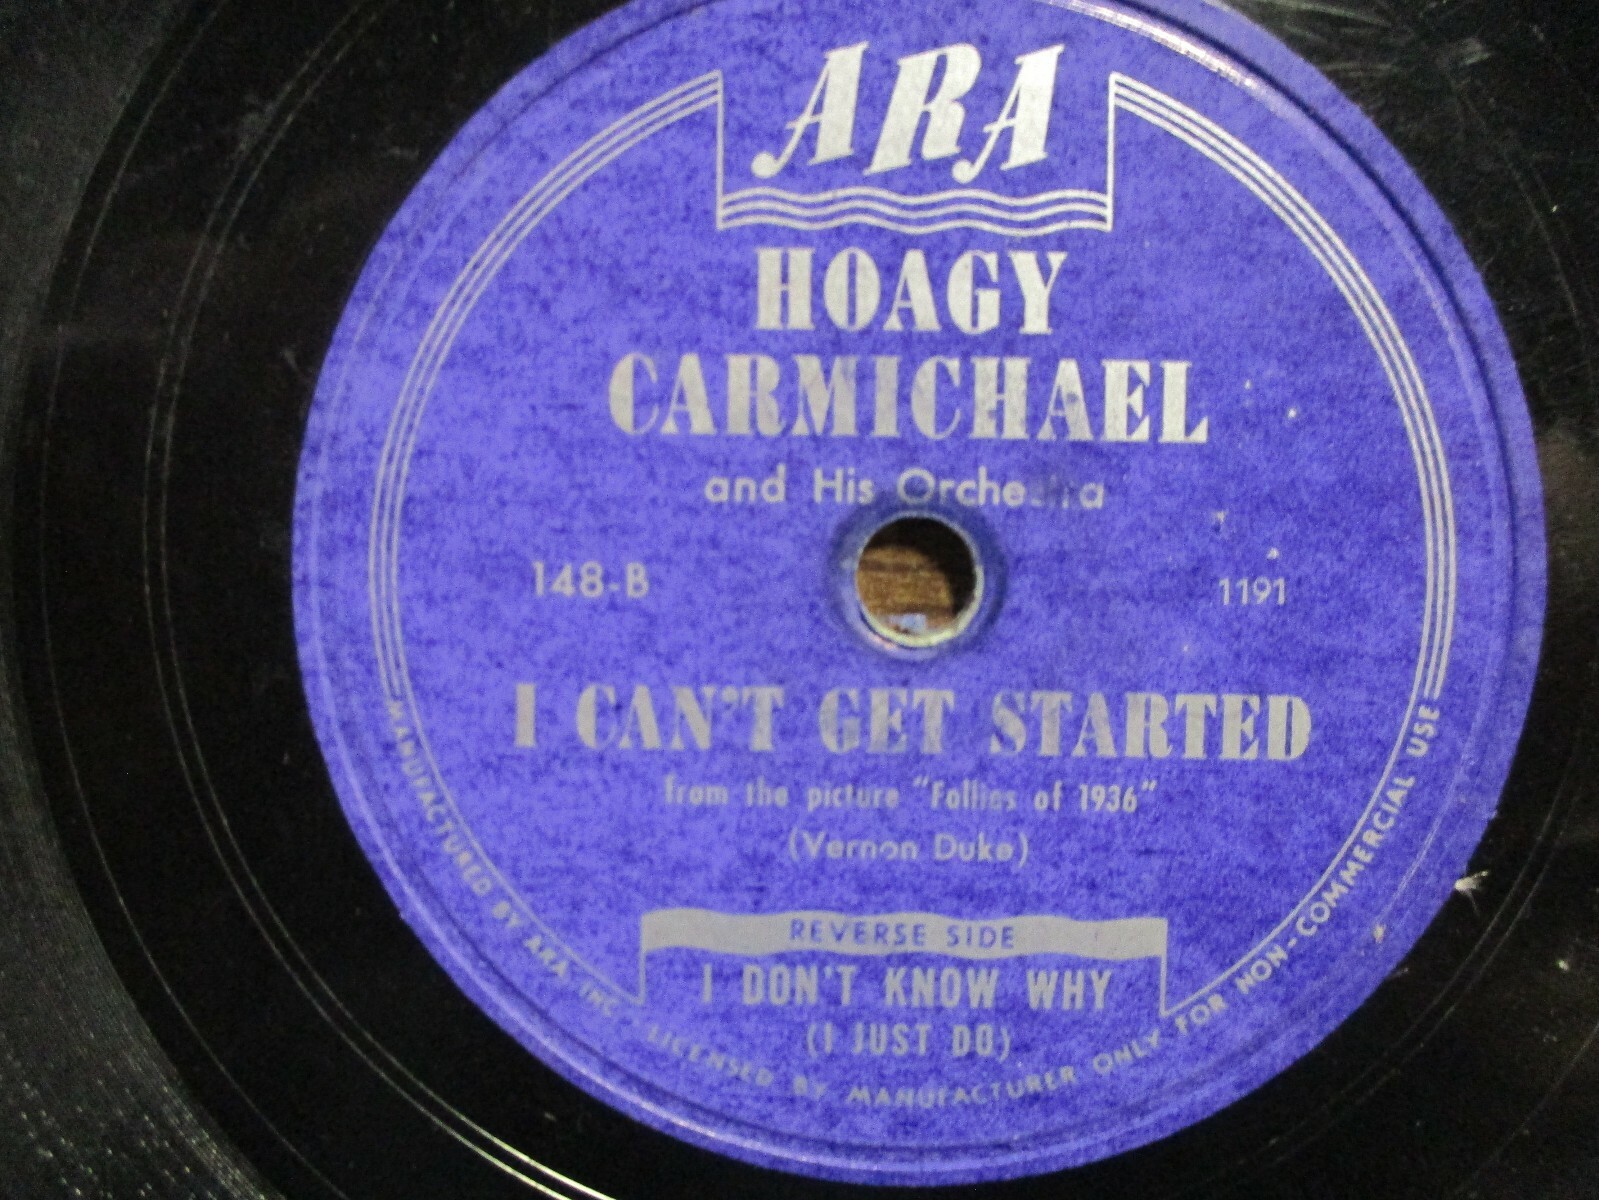 ARA
HOAGY
CARMICHAEL
and His Orchestra
148-B
1191
I CAN'T GET STARTED
from the picture "Follies of 1936"
(Vernon Duke)
REVERSE SIDE
I DON'T KNOW WHY
(I JUST DO)
MANUFACTURED BY ARA, INC. - LICENSED BY MANUFACTURER ONLY FOR NON-COMMERCIAL USE